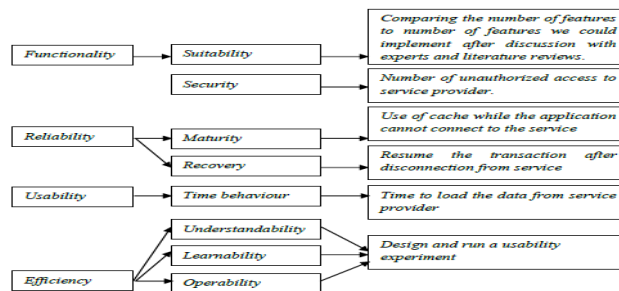 Comparing the number of features
to number of features we could
implement after discussion with
experts and literature reviews.
Functionality
Suitability
Security
Number of unauthorized access to
service provider.
Use of cache while the application
cannot connect to the service
Reliability
Maturity
Recovery
Resume the transaction after
disconnection from service
Usability
Time behaviour
Time to load the data from service
provider
Understandability
Learnability
Design and run a usability
experiment
Efficiency
Operability